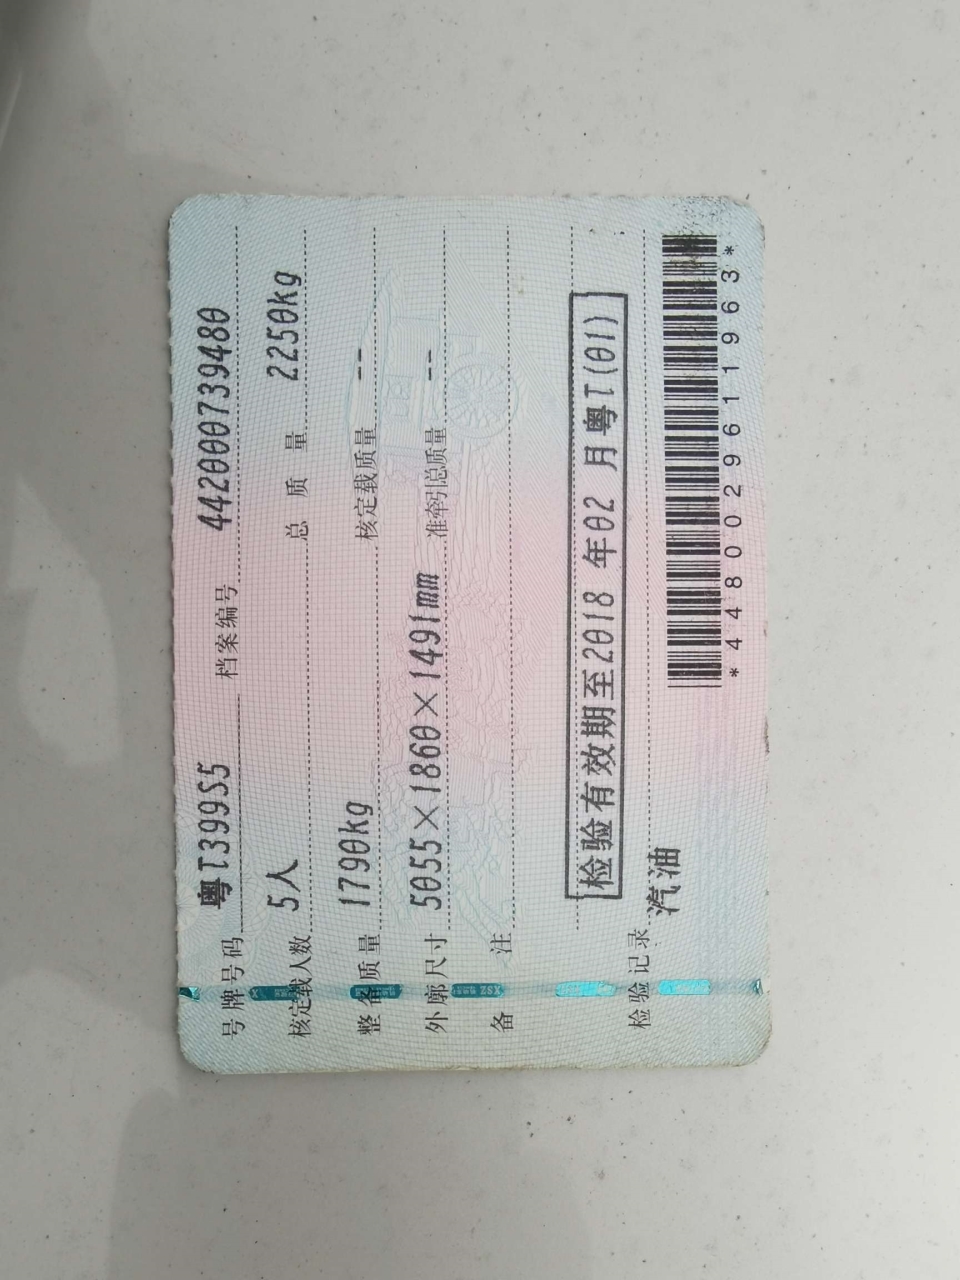 号牌号码 粤T399S5 档案编号 442000739480
核定载人数 5人 总质量 2250kg
整备质量 1790kg 核定载质量 --
外廓尺寸 5055×1860×1491mm 准牵引总质量 --
备注
检验有效期至2018年02月粤T(01)
检验记录
汽油
*4480029611963*